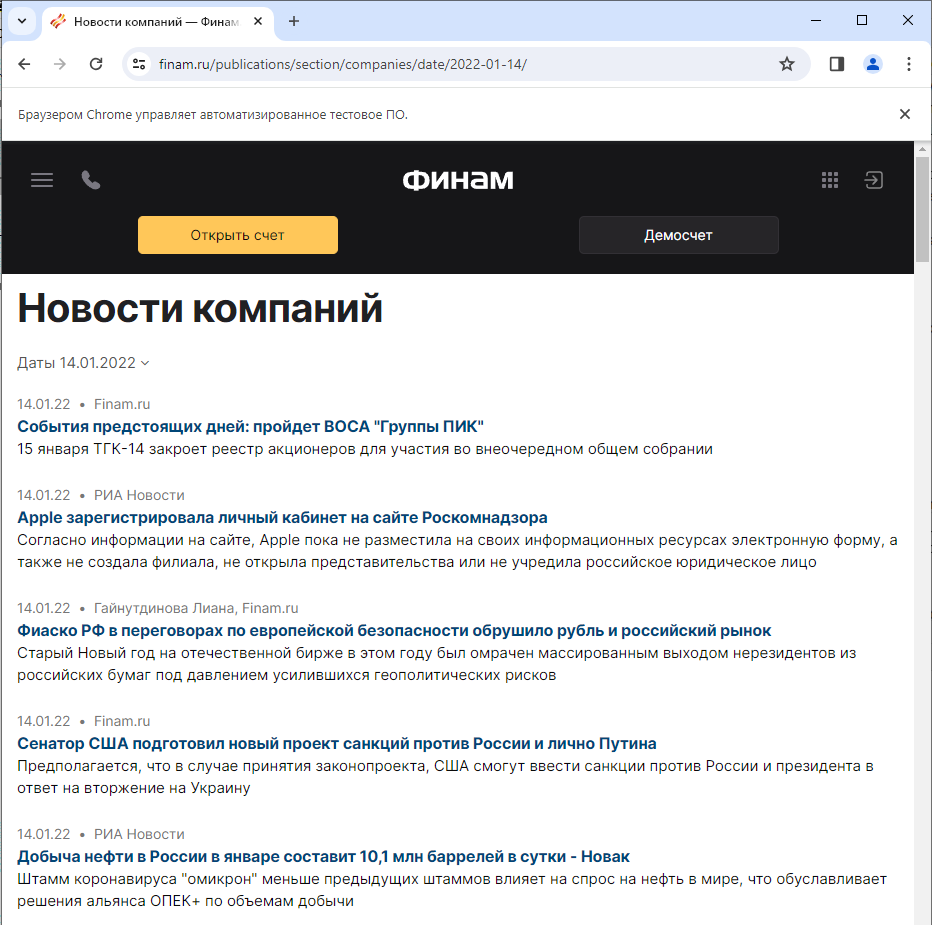 Новости компаний — Финам.
finam.ru/publications/section/companies/date/2022-01-14/
Браузером Chrome управляет автоматизированное тестовое ПО.
Финам
Открыть счет
Демосчет
Новости компаний
Даты 14.01.2022
14.01.22 • Finam.ru
События предстоящих дней: пройдет ВОСА "Группы ПИК"
15 января ТГК-14 закроет реестр акционеров для участия во внеочередном общем собрании
14.01.22 • РИА Новости
Apple зарегистрировала личный кабинет на сайте Роскомнадзора
Согласно информации на сайте, Apple пока не разместила на своих информационных ресурсах электронную форму, а
также не создала филиала, не открыла представительства или не учредила российское юридическое лицо
14.01.22 • Гайнутдинова Лиана, Finam.ru
Фиаско РФ в переговорах по европейской безопасности обрушило рубль и российский рынок
Старый Новый год на отечественной бирже в этом году был омрачен массированным выходом нерезидентов из
российских бумаг под давлением усилившихся геополитических рисков
14.01.22 • Finam.ru
Сенатор США подготовил новый проект санкций против России и лично Путина
Предполагается, что в случае принятия законопроекта, США смогут ввести санкции против России и президента в
ответ на вторжение на Украину
14.01.22 • РИА Новости
Добыча нефти в России в январе составит 10,1 млн баррелей в сутки - Новак
Штамм коронавируса "омикрон" меньше предыдущих штаммов влияет на спрос на нефть в мире, что обуславливает
решения альянса ОПЕК+ по объемам добычи